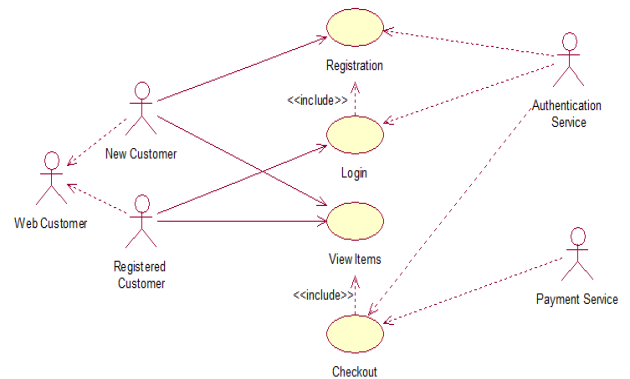 Registration
<<include>>
Authentication
Service
New Customer
Login
Web Customer
View Items
Registered
Customer
<<include>>
Payment Service
Checkout